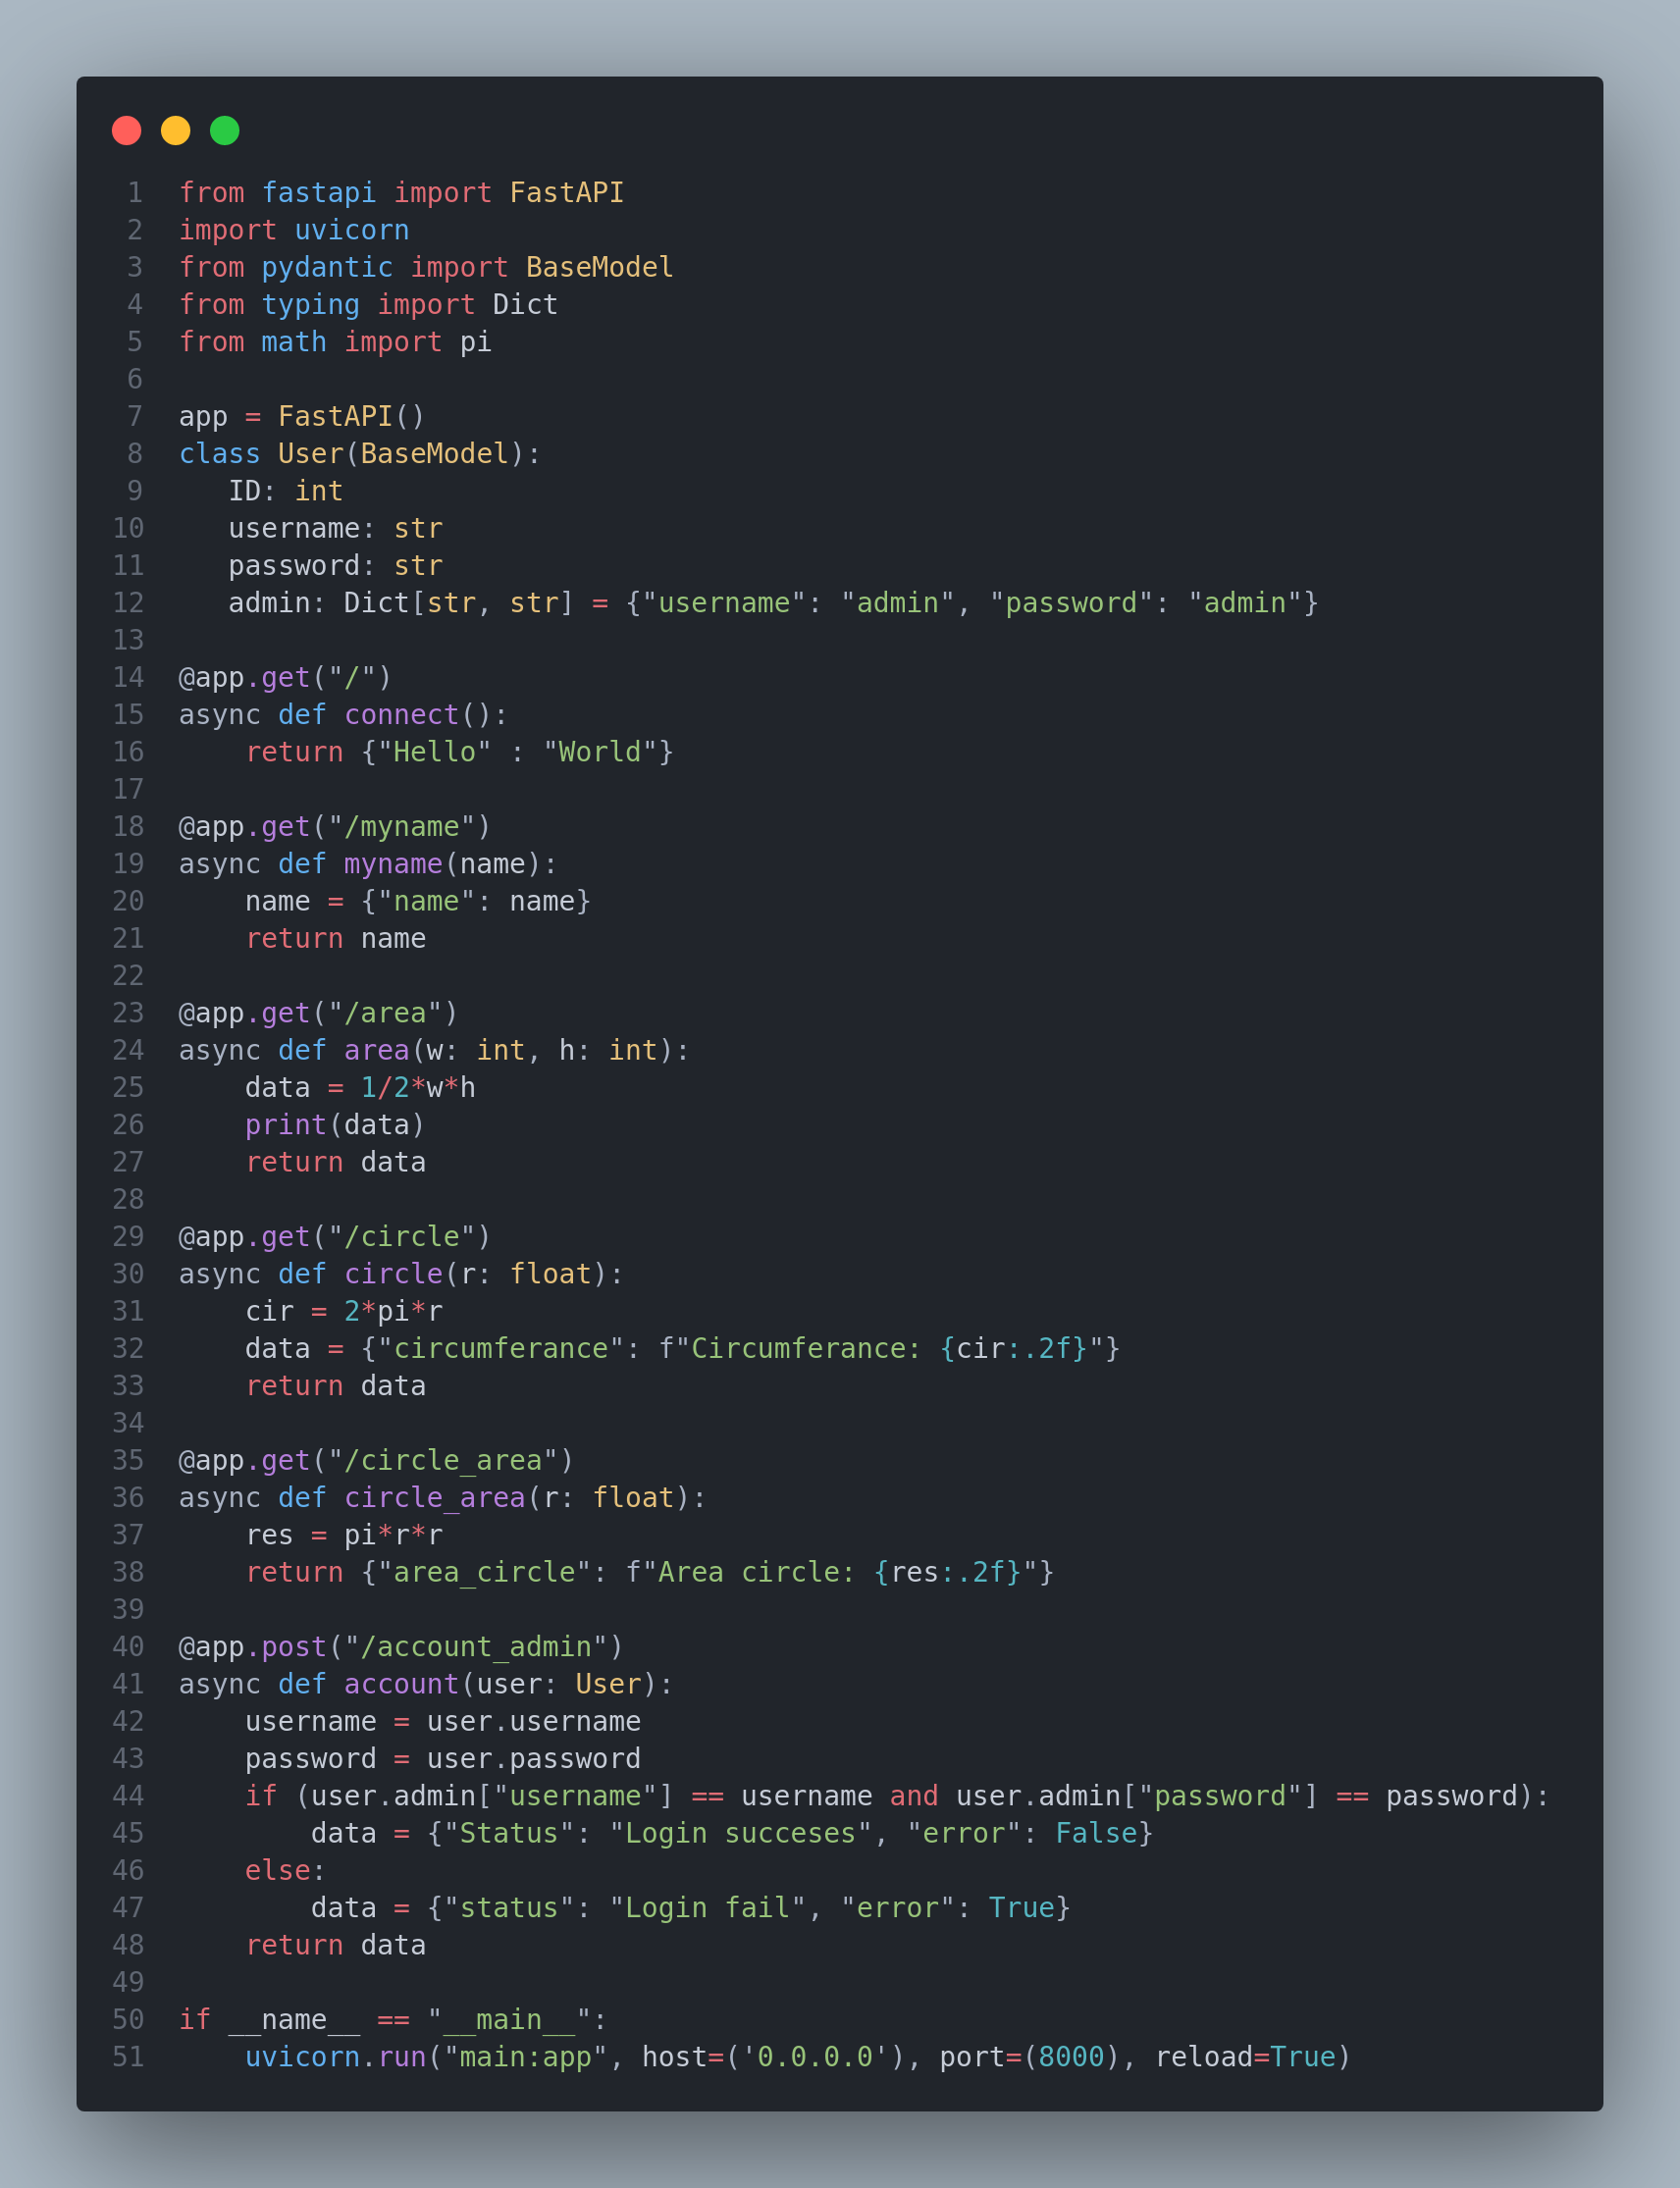 1 from fastapi import FastAPI
2 import uvicorn
3 from pydantic import BaseModel
4 from typing import Dict
5 from math import pi
6
7 app = FastAPI()
8 class User(BaseModel):
9    ID: int
10    username: str
11    password: str
12    admin: Dict[str, str] = {"username": "admin", "password": "admin"}
13
14 @app.get("/")
15 async def connect():
16     return {"Hello" : "World"}
17
18 @app.get("/myname")
19 async def myname(name):
20     name = {"name": name}
21     return name
22
23 @app.get("/area")
24 async def area(w: int, h: int):
25     data = 1/2*w*h
26     print(data)
27     return data
28
29 @app.get("/circle")
30 async def circle(r: float):
31     cir = 2*pi*r
32     data = {"circumferance": f"Circumferance: {cir:.2f}"}
33     return data
34
35 @app.get("/circle_area")
36 async def circle_area(r: float):
37     res = pi*r*r
38     return {"area_circle": f"Area circle: {res:.2f}"}
39
40 @app.post("/account_admin")
41 async def account(user: User):
42     username = user.username
43     password = user.password
44     if (user.admin["username"] == username and user.admin["password"] == password):
45         data = {"Status": "Login succeses", "error": False}
46     else:
47         data = {"status": "Login fail", "error": True}
48     return data
49
50 if __name__ == "__main__":
51     uvicorn.run("main:app", host=('0.0.0.0'), port=(8000), reload=True)